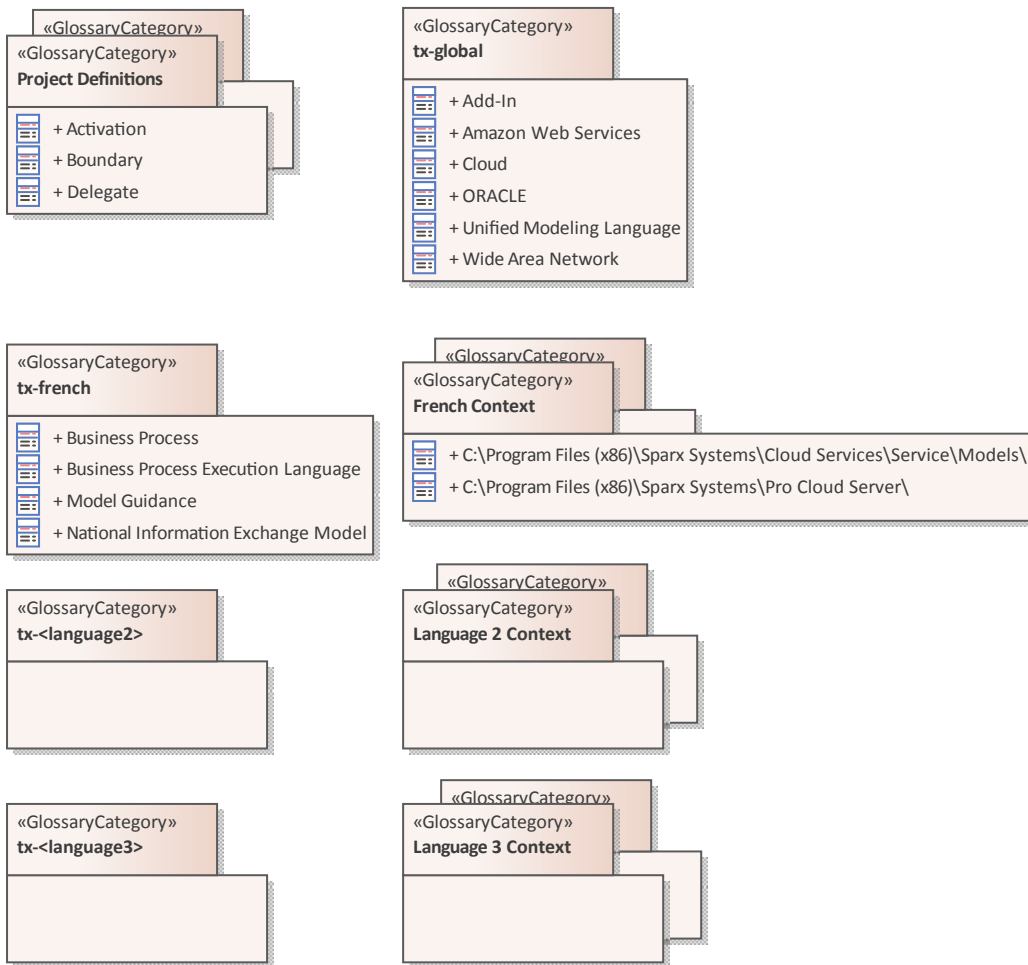 «GlossaryCategory»
«GlossaryCategory»
Project Definitions
+ Activation
+ Boundary
+ Delegate
«GlossaryCategory»
tx-global
+ Add-In
+ Amazon Web Services
+ Cloud
+ ORACLE
+ Unified Modeling Language
+ Wide Area Network
«GlossaryCategory»
tx-french
+ Business Process
+ Business Process Execution Language
+ Model Guidance
+ National Information Exchange Model
«GlossaryCategory»
«GlossaryCategory»
French Context
+ C:\Program Files (x86)\Sparx Systems\Cloud Services\Service\Models\
+ C:\Program Files (x86)\Sparx Systems\Pro Cloud Server\
«GlossaryCategory»
tx-<language2>
«GlossaryCategory»
«GlossaryCategory»
Language 2 Context
«GlossaryCategory»
tx-<language3>
«GlossaryCategory»
«GlossaryCategory»
Language 3 Context